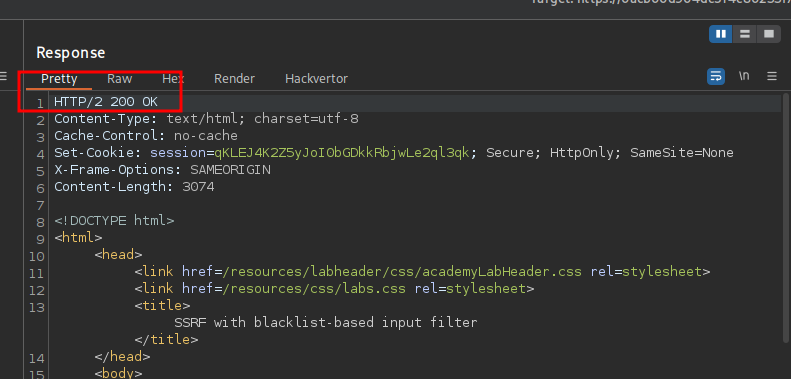 Response
Pretty Raw Hex Render Hackvertor
\n
1 HTTP/2 200 OK
2 Content-Type: text/html; charset=utf-8
3 Cache-Control: no-cache
4 Set-Cookie: session=qKLEJ4K2Z5yJoIObGDkkRbjwLe2ql3qk; Secure; HttpOnly; SameSite=None
5 X-Frame-Options: SAMEORIGIN
6 Content-Length: 3074
7
8 <!DOCTYPE html>
9 <html>
10 <head>
11 <link href=/resources/labheader/css/academyLabHeader.css rel=stylesheet>
12 <link href=/resources/css/labs.css rel=stylesheet>
13 <title>
SSRF with blacklist-based input filter
</title>
14 </head>
15 <body>